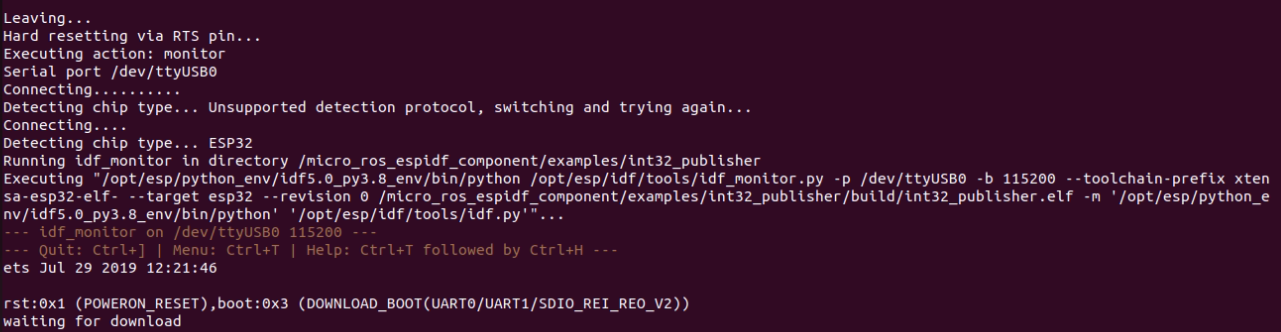 Leaving...
Hard resetting via RTS pin...
Executing action: monitor
Serial port /dev/ttyUSB0
Connecting..........
Detecting chip type... Unsupported detection protocol, switching and trying again...
Connecting....
Detecting chip type... ESP32
Running idf_monitor in directory /micro_ros_espidf_component/examples/int32_publisher
Executing "/opt/esp/python_env/idf5.0_py3.8_env/bin/python /opt/esp/idf/tools/idf_monitor.py -p /dev/ttyUSB0 -b 115200 --toolchain-prefix xten
sa-esp32-elf- --target esp32 --revision 0 /micro_ros_espidf_component/examples/int32_publisher/build/int32_publisher.elf -m '/opt/esp/python_e
nv/idf5.0_py3.8_env/bin/python' '/opt/esp/idf/tools/idf.py'"...
--- idf_monitor on /dev/ttyUSB0 115200 ---
--- Quit: Ctrl+] | Menu: Ctrl+T | Help: Ctrl+T followed by Ctrl+H ---
ets Jul 29 2019 12:21:46
rst:0x1 (POWERON_RESET),boot:0x3 (DOWNLOAD_BOOT(UART0/UART1/SDIO_REI_REO_V2))
waiting for download